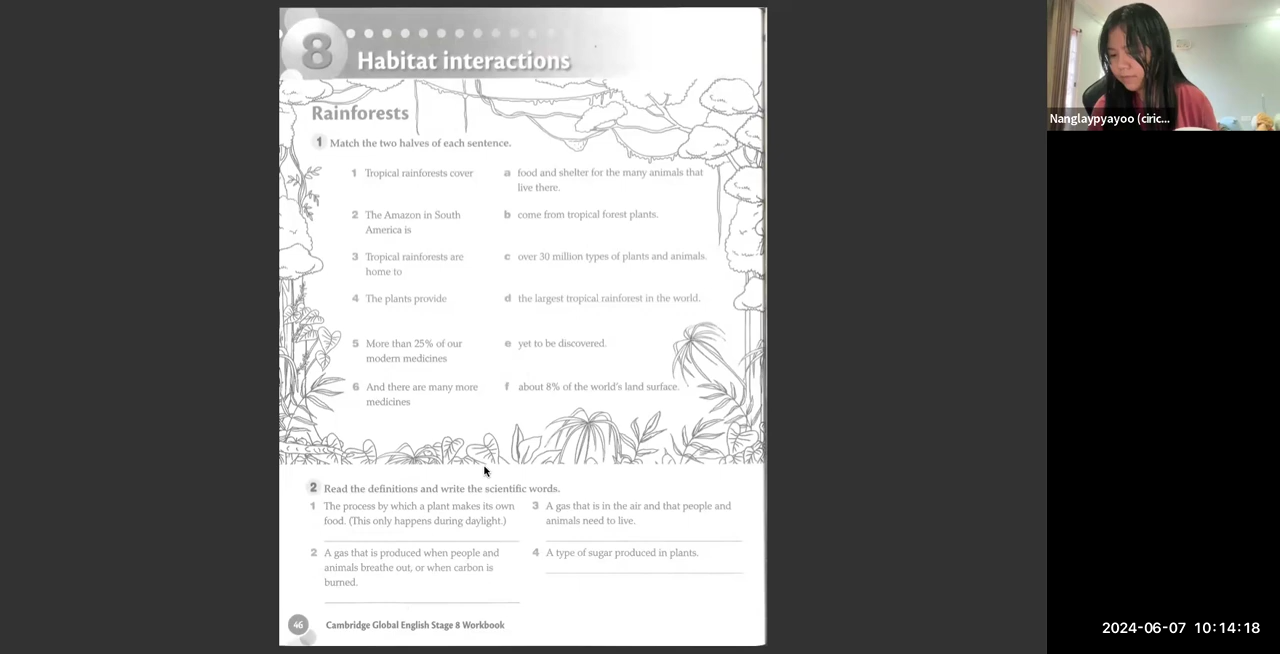 8
Habitat interactions
Rainforests
1 Match the two halves of each sentence.
1 Tropical rainforests cover
a food and shelter for the many animals that
live there.
2 The Amazon in South
America is
b come from tropical forest plants.
3 Tropical rainforests are
home to
c over 30 million types of plants and animals.
4 The plants provide
d the largest tropical rainforest in the world.
5 More than 25% of our
modern medicines
e yet to be discovered.
6 And there are many more
medicines
f about 8% of the world's land surface.
2 Read the definitions and write the scientific words.
1 The process by which a plant makes its own
food. (This only happens during daylight.)
2 A gas that is produced when people and
animals breathe out, or when carbon is
burned.
3 A gas that is in the air and that people and
animals need to live.
4 A type of sugar produced in plants.
46 Cambridge Global English Stage 8 Workbook
Nanglaypyayoo (ciric...
2024-06-07 10:14:18